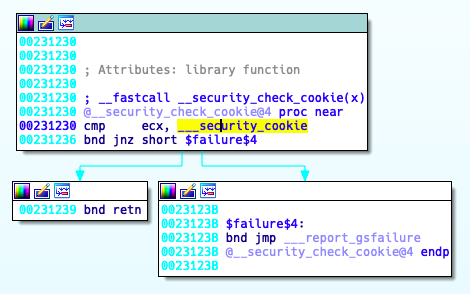 00231230
00231230
00231230
00231230 ; Attributes: library function
00231230
00231230 ; __fastcall __security_check_cookie(x)
00231230 @__security_check_cookie@4 proc near
00231230 cmp ecx, ___security_cookie
00231236 bnd jnz short $failure$4
00231239 bnd retn
0023123B
0023123B $failure$4:
0023123B bnd jmp ___report_gsfailure
0023123B @__security_check_cookie@4 endp
0023123B